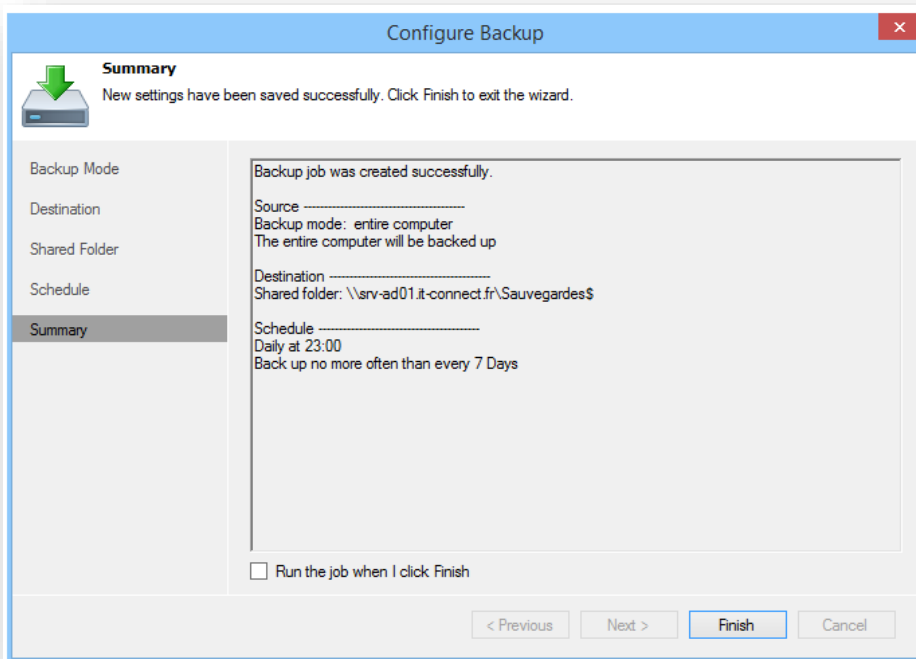 Configure Backup
Summary
New settings have been saved successfully. Click Finish to exit the wizard.
Backup Mode
Destination
Shared Folder
Schedule
Summary
Backup job was created successfully.
Source ----------------------------------------
Backup mode:  entire computer
The entire computer will be backed up
Destination ----------------------------------------
Shared folder: \\srv-ad01.it-connect.fr\Sauvegardes$
Schedule ----------------------------------------
Daily at 23:00
Back up no more often than every 7 Days
Run the job when I click Finish
< Previous
Next >
Finish
Cancel